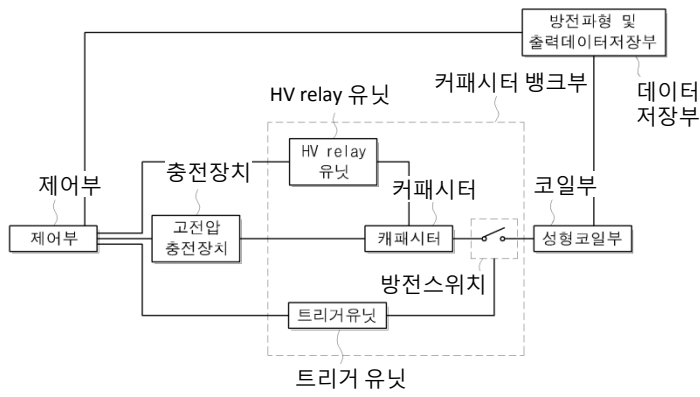 방전파형 및
출력데이터저장부
커패시터 뱅크부
데이터
저장부
HV relay 유닛
HV relay
유닛
제어부
충전장치
커패시터
코일부
제어부
고전압
충전장치
캐패시터
성형코일부
방전스위치
트리거유닛
트리거 유닛